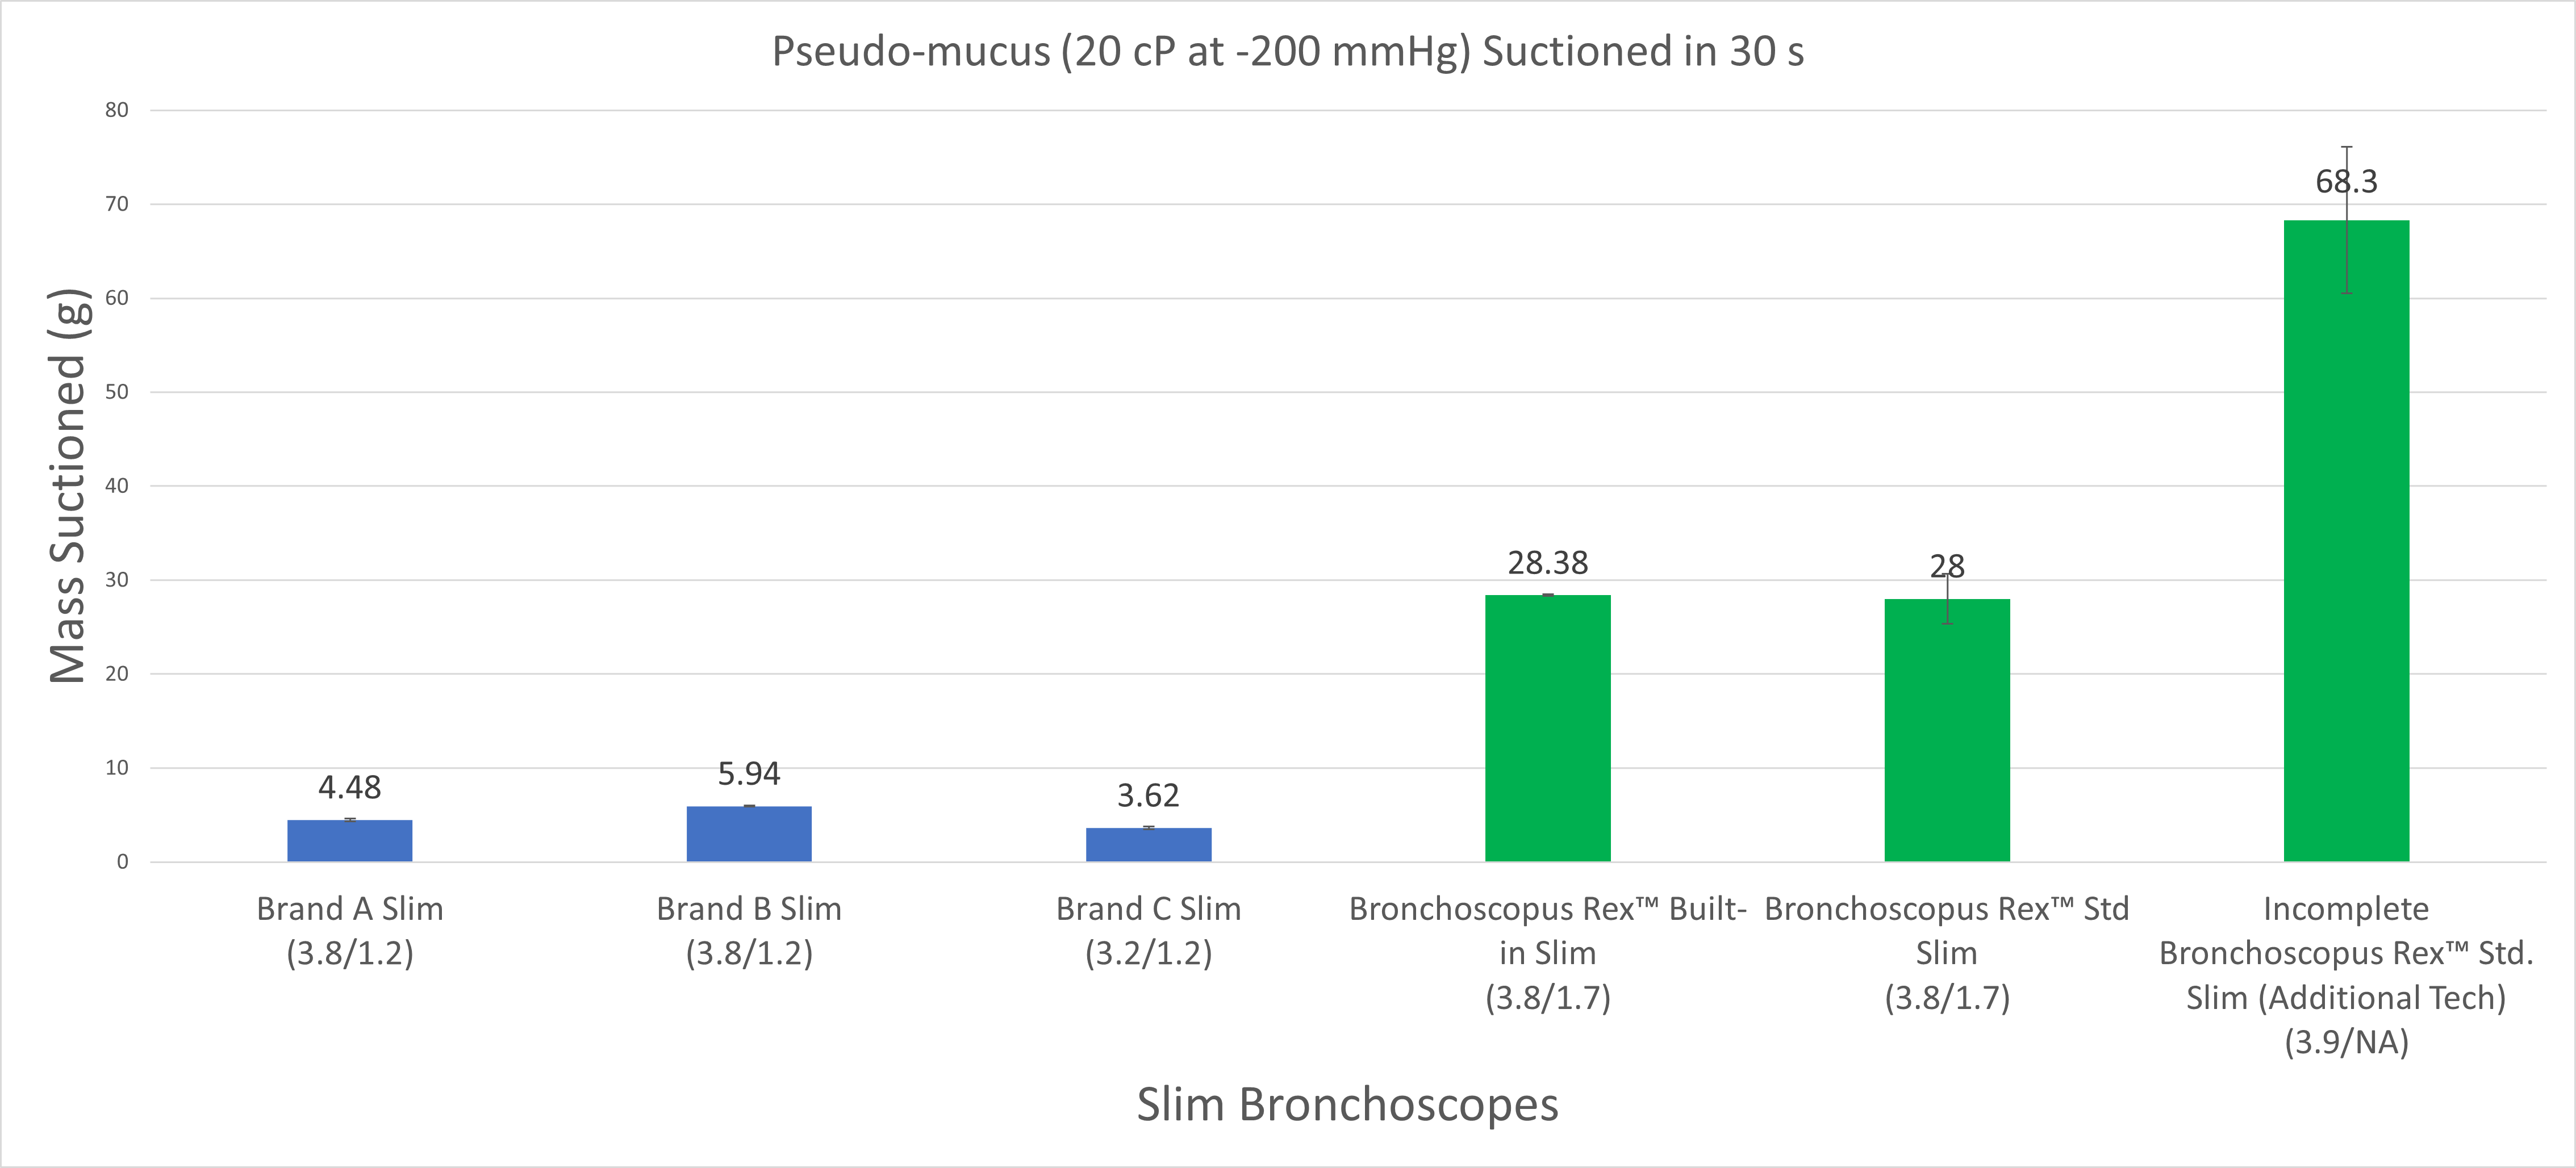 Pseudo-mucus (20 cP at -200 mmHg) Suctioned in 30 s
Mass Suctioned (g)
80
70
60
50
40
30
20
10
0
4.48
5.94
3.62
28.38
28
68.3
Brand A Slim
(3.8/1.2)
Brand B Slim
(3.8/1.2)
Brand C Slim
(3.2/1.2)
Bronchoscopus Rex™ Built-
in Slim
(3.8/1.7)
Bronchoscopus Rex™ Std
Slim
(3.8/1.7)
Incomplete
Bronchoscopus Rex™ Std.
Slim (Additional Tech)
(3.9/NA)
Slim Bronchoscopes